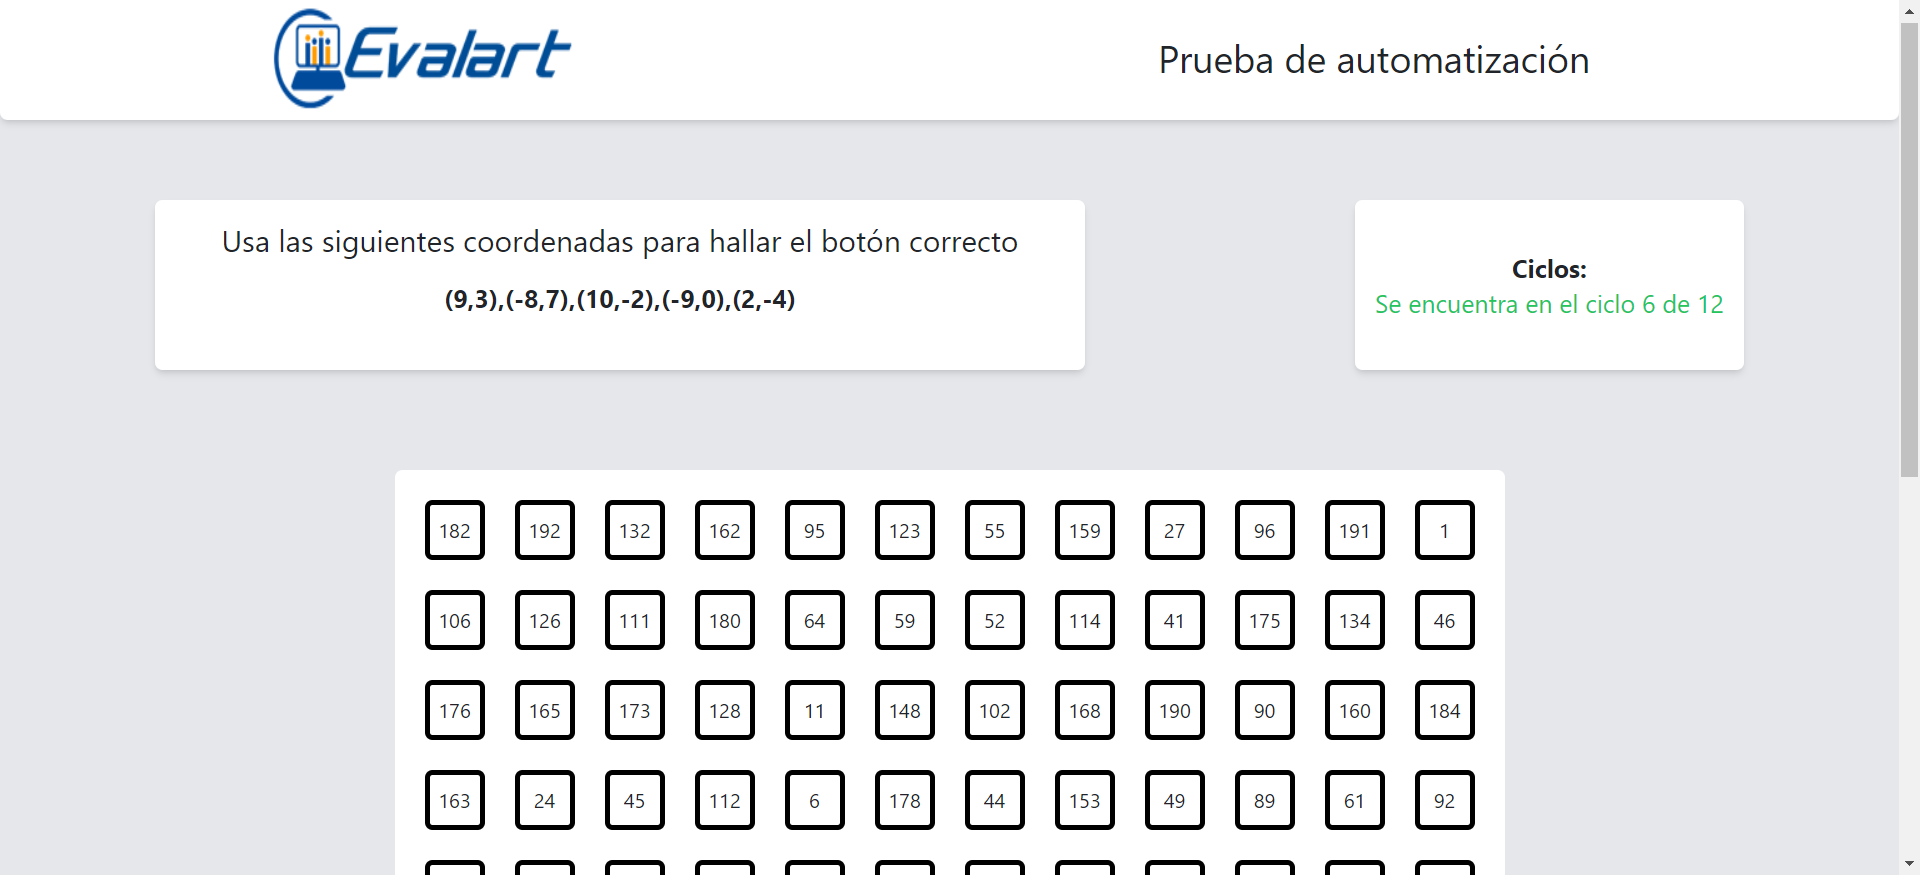 Evalart
Prueba de automatización
Usa las siguientes coordenadas para hallar el botón correcto
(9,3),(-8,7),(10,-2),(-9,0),(2,-4)
Ciclos:
Se encuentra en el ciclo 6 de 12
182 192 132 162 95 123 55 159 27 96 191 1
106 126 111 180 64 59 52 114 41 175 134 46
176 165 173 128 11 148 102 168 190 90 160 184
163 24 45 112 6 178 44 153 49 89 61 92